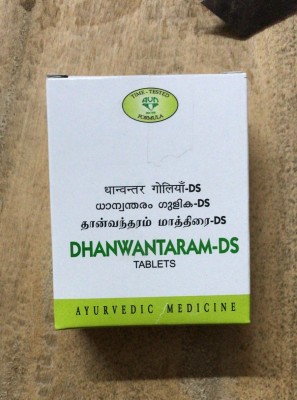 TIME - TESTED
AVN
FORMULA
धान्वन्तर गोलियाँ-DS
ധാന്വന്തരം ഗുളിക-DS
தான்வந்தரம் மாத்திரை-DS
DHANWANTARAM-DS
TABLETS
AYURVEDIC MEDICINE